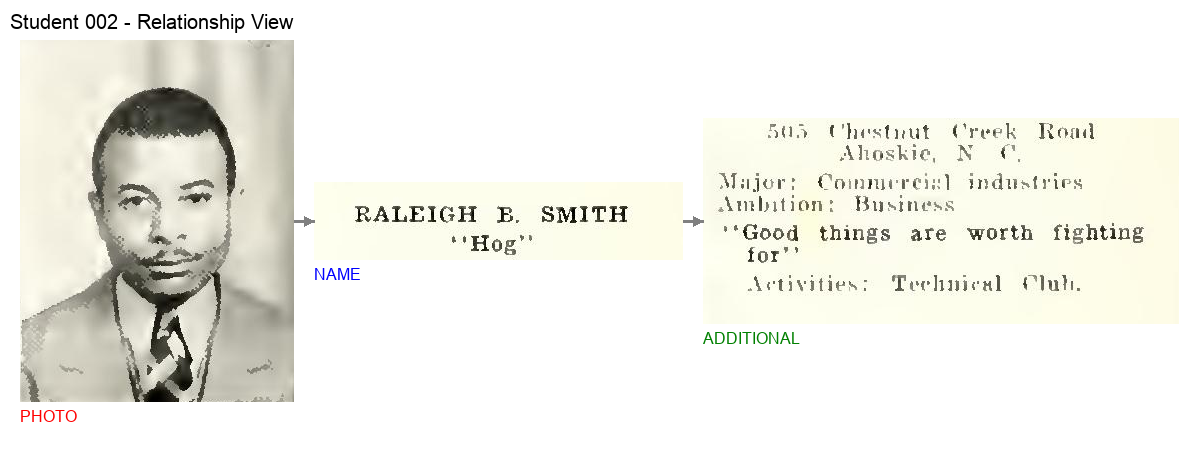 Student 002 - Relationship View
PHOTO
RALEIGH B. SMITH
"Hog"
NAME
505 Chestnut Creek Road
Ahoskie, N C.
Major: Commercial industries
Ambition: Business
"Good things are worth fighting
for"
Activities: Technical Club.
ADDITIONAL